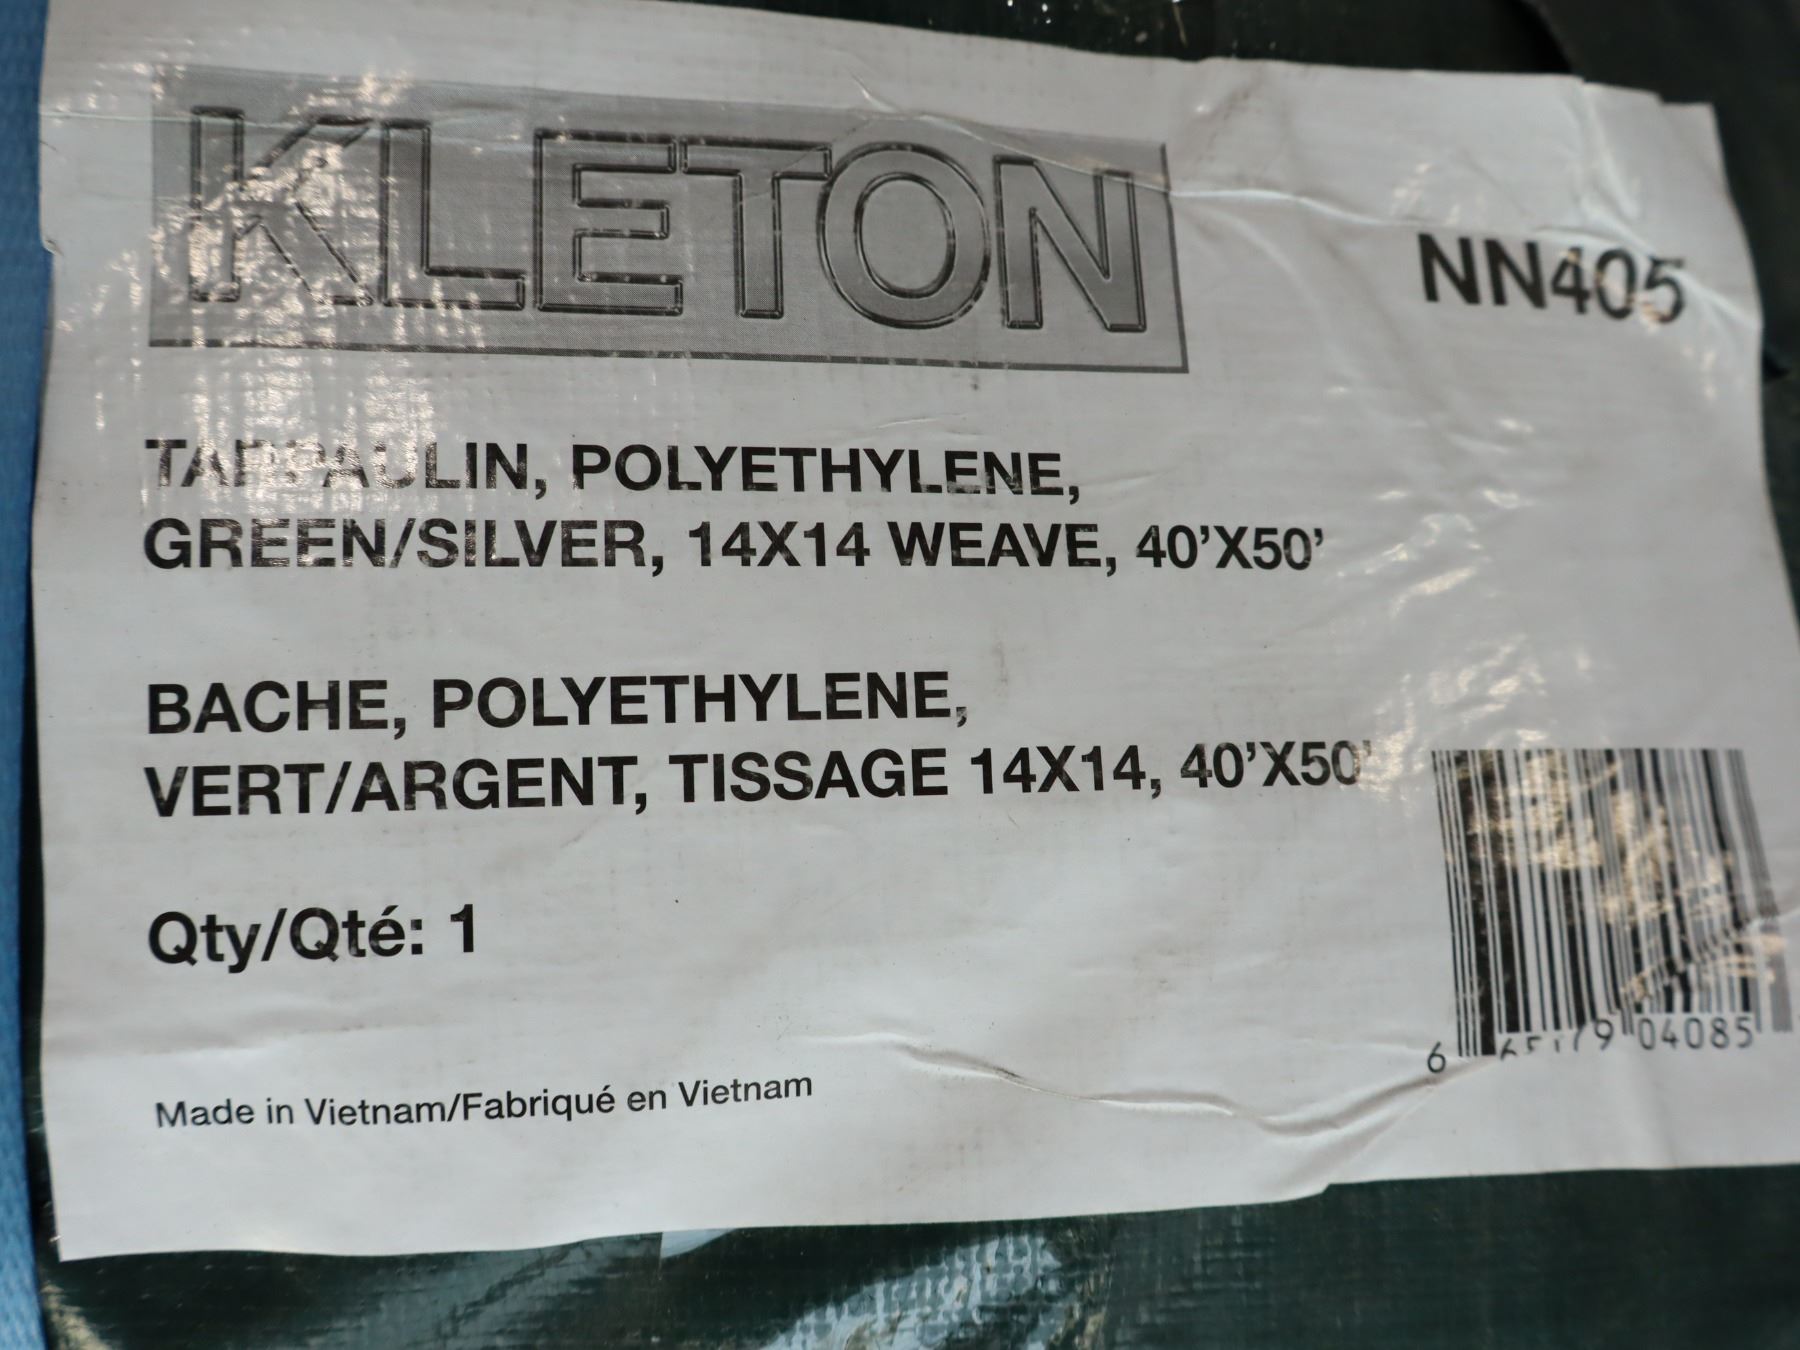 KLETON
NN405
TARPAULIN, POLYETHYLENE,
GREEN/SILVER, 14X14 WEAVE, 40'X50'
BACHE, POLYETHYLENE,
VERT/ARGENT, TISSAGE 14X14, 40'X50'
Qty/Qté: 1
Made in Vietnam/Fabriqué en Vietnam
6 04085